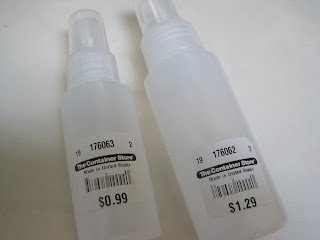 19 176063 2
The Container Store®
Made in United States
$0.99
19 176062 2
The Container Store®
Made in United States
$1.29